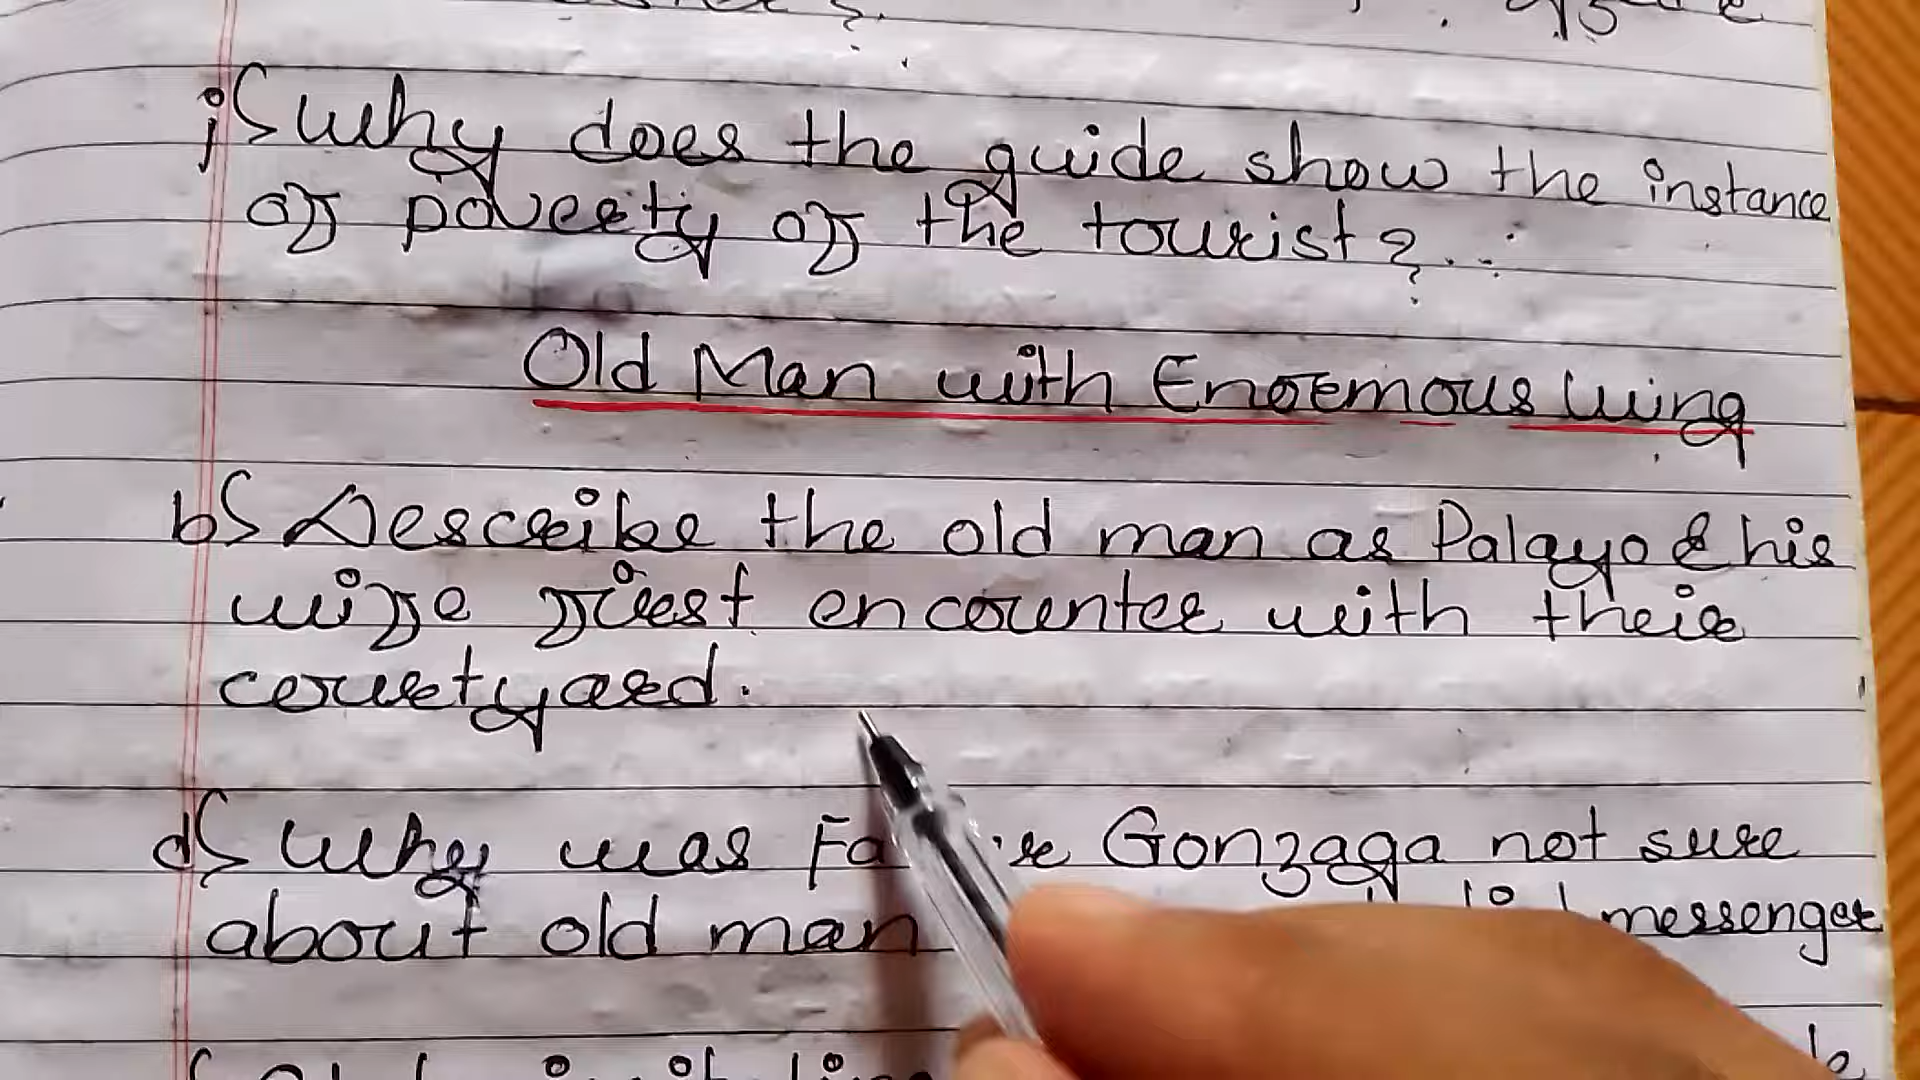 j) Why does the guide show the instance
of poverty of the tourist?
Old Man with Enormous Wing
b) Describe the old man as Palayo & his
wife first encounter with their
courtyard.
d) Why was Gonzaga not sure
about old man messenger